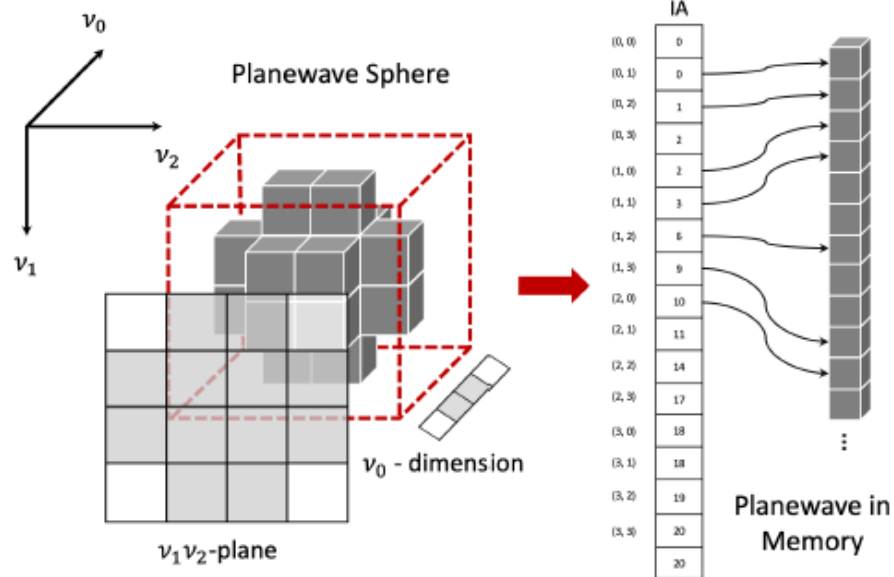 ν₀
ν₂
ν₁
Planewave Sphere
ν₀ - dimension
ν₁ν₂-plane
IA
(0, 0) 0
(0, 1) 0
(0, 2) 1
(0, 3) 2
(1, 0) 2
(1, 1) 3
(1, 2) 6
(1, 3) 9
(2, 0) 10
(2, 1) 11
(2, 2) 14
(2, 3) 17
(3, 0) 18
(3, 1) 18
(3, 2) 19
(3, 3) 20
20
...
Planewave in
Memory